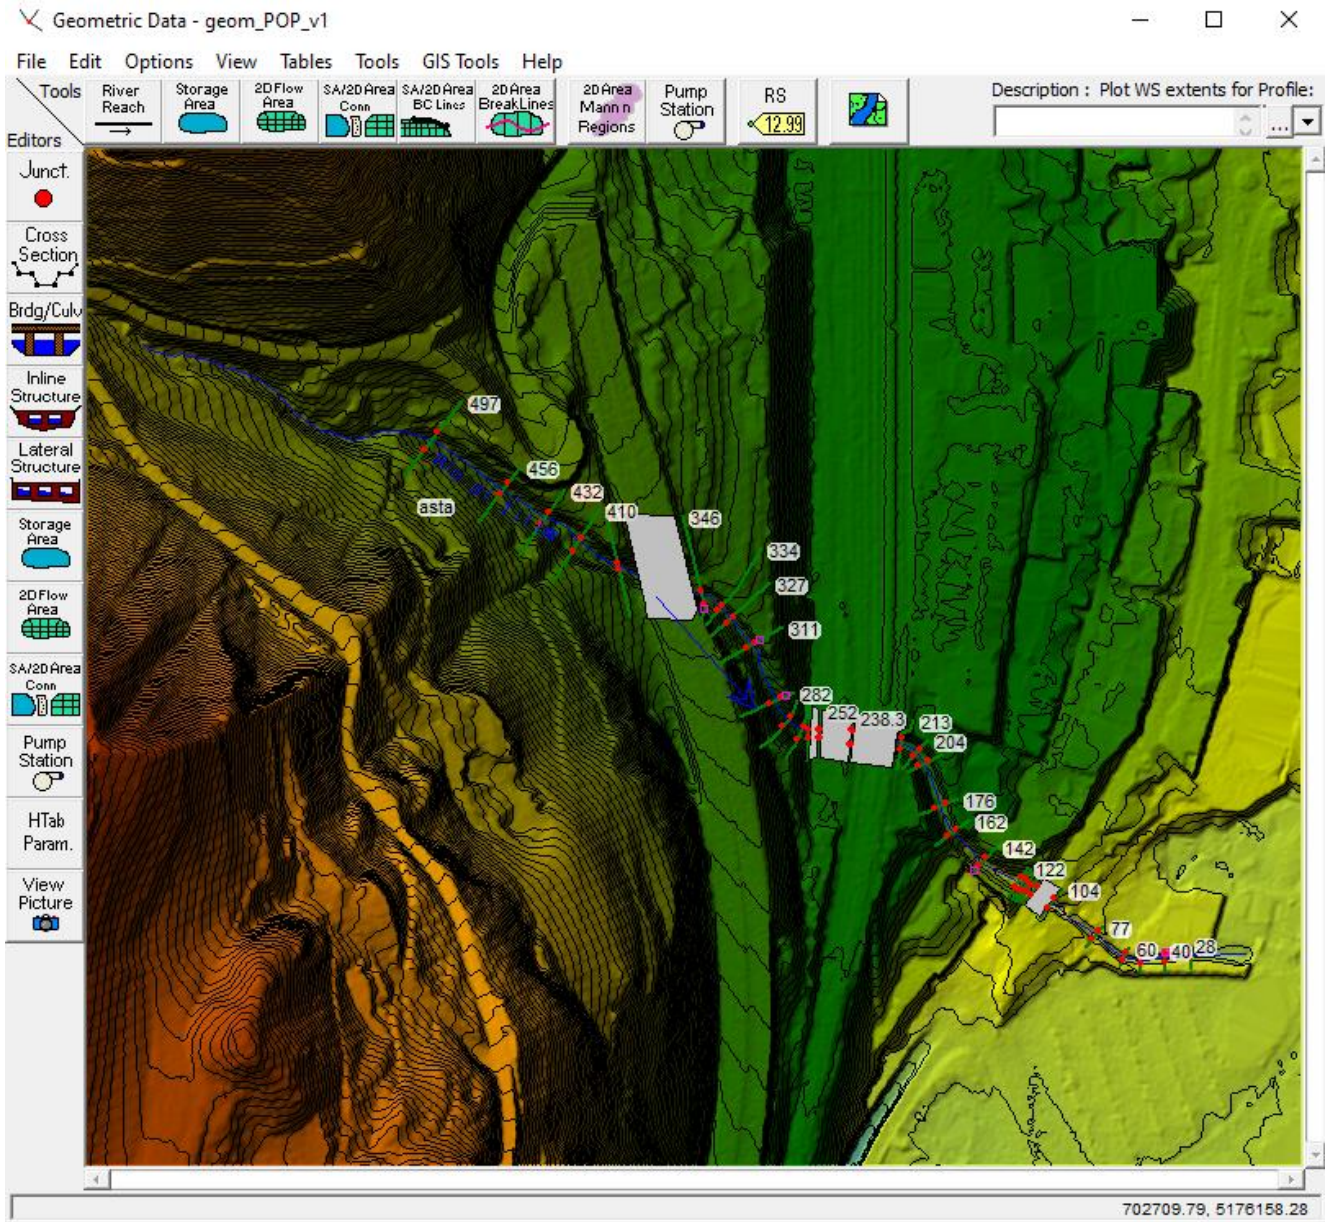 Geometric Data - geom_POP_v1
File Edit Options View Tables Tools GIS Tools Help
Tools
Editors
River
Reach
Storage
Area
2D Flow
Area
SA/2D Area
Conn
SA/2D Area
BC Lines
2D Area
BreakLines
2D Area
Mann n
Regions
Pump
Station
RS
12.99
Description : Plot WS extents for Profile:
...
Junct.
Cross
Section
Brdg/Culv
Inline
Structure
Lateral
Structure
Storage
Area
2D Flow
Area
SA/2D Area
Conn
Pump
Station
HTab
Param.
View
Picture
497
456
asta
432
410
346
334
327
311
282
252
238.3
213
204
176
162
142
122
104
77
60
40
28
702709.79, 5176158.28